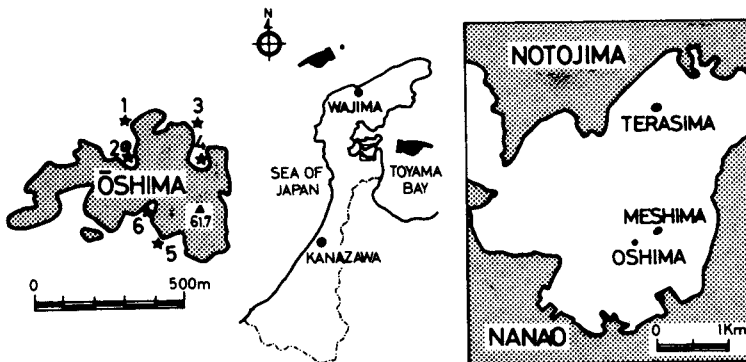 1
3
2
4
ŌSHIMA
6
61.7
5
0
500m
N
WAJIMA
SEA OF
JAPAN
TOYAMA
BAY
KANAZAWA
NOTOJIMA
TERASIMA
MESHIMA
OSHIMA
NANAO
0
1Km